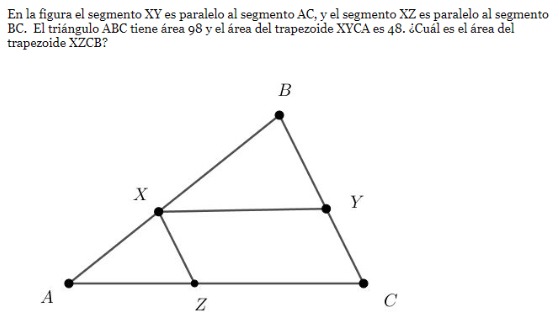 En la figura el segmento XY es paralelo al segmento AC, y el segmento XZ es paralelo al segmento
BC. El triángulo ABC tiene área 98 y el área del trapezoide XYCA es 48. ¿Cuál es el área del
trapezoide XZCB?
B
X
Y
A
Z
C